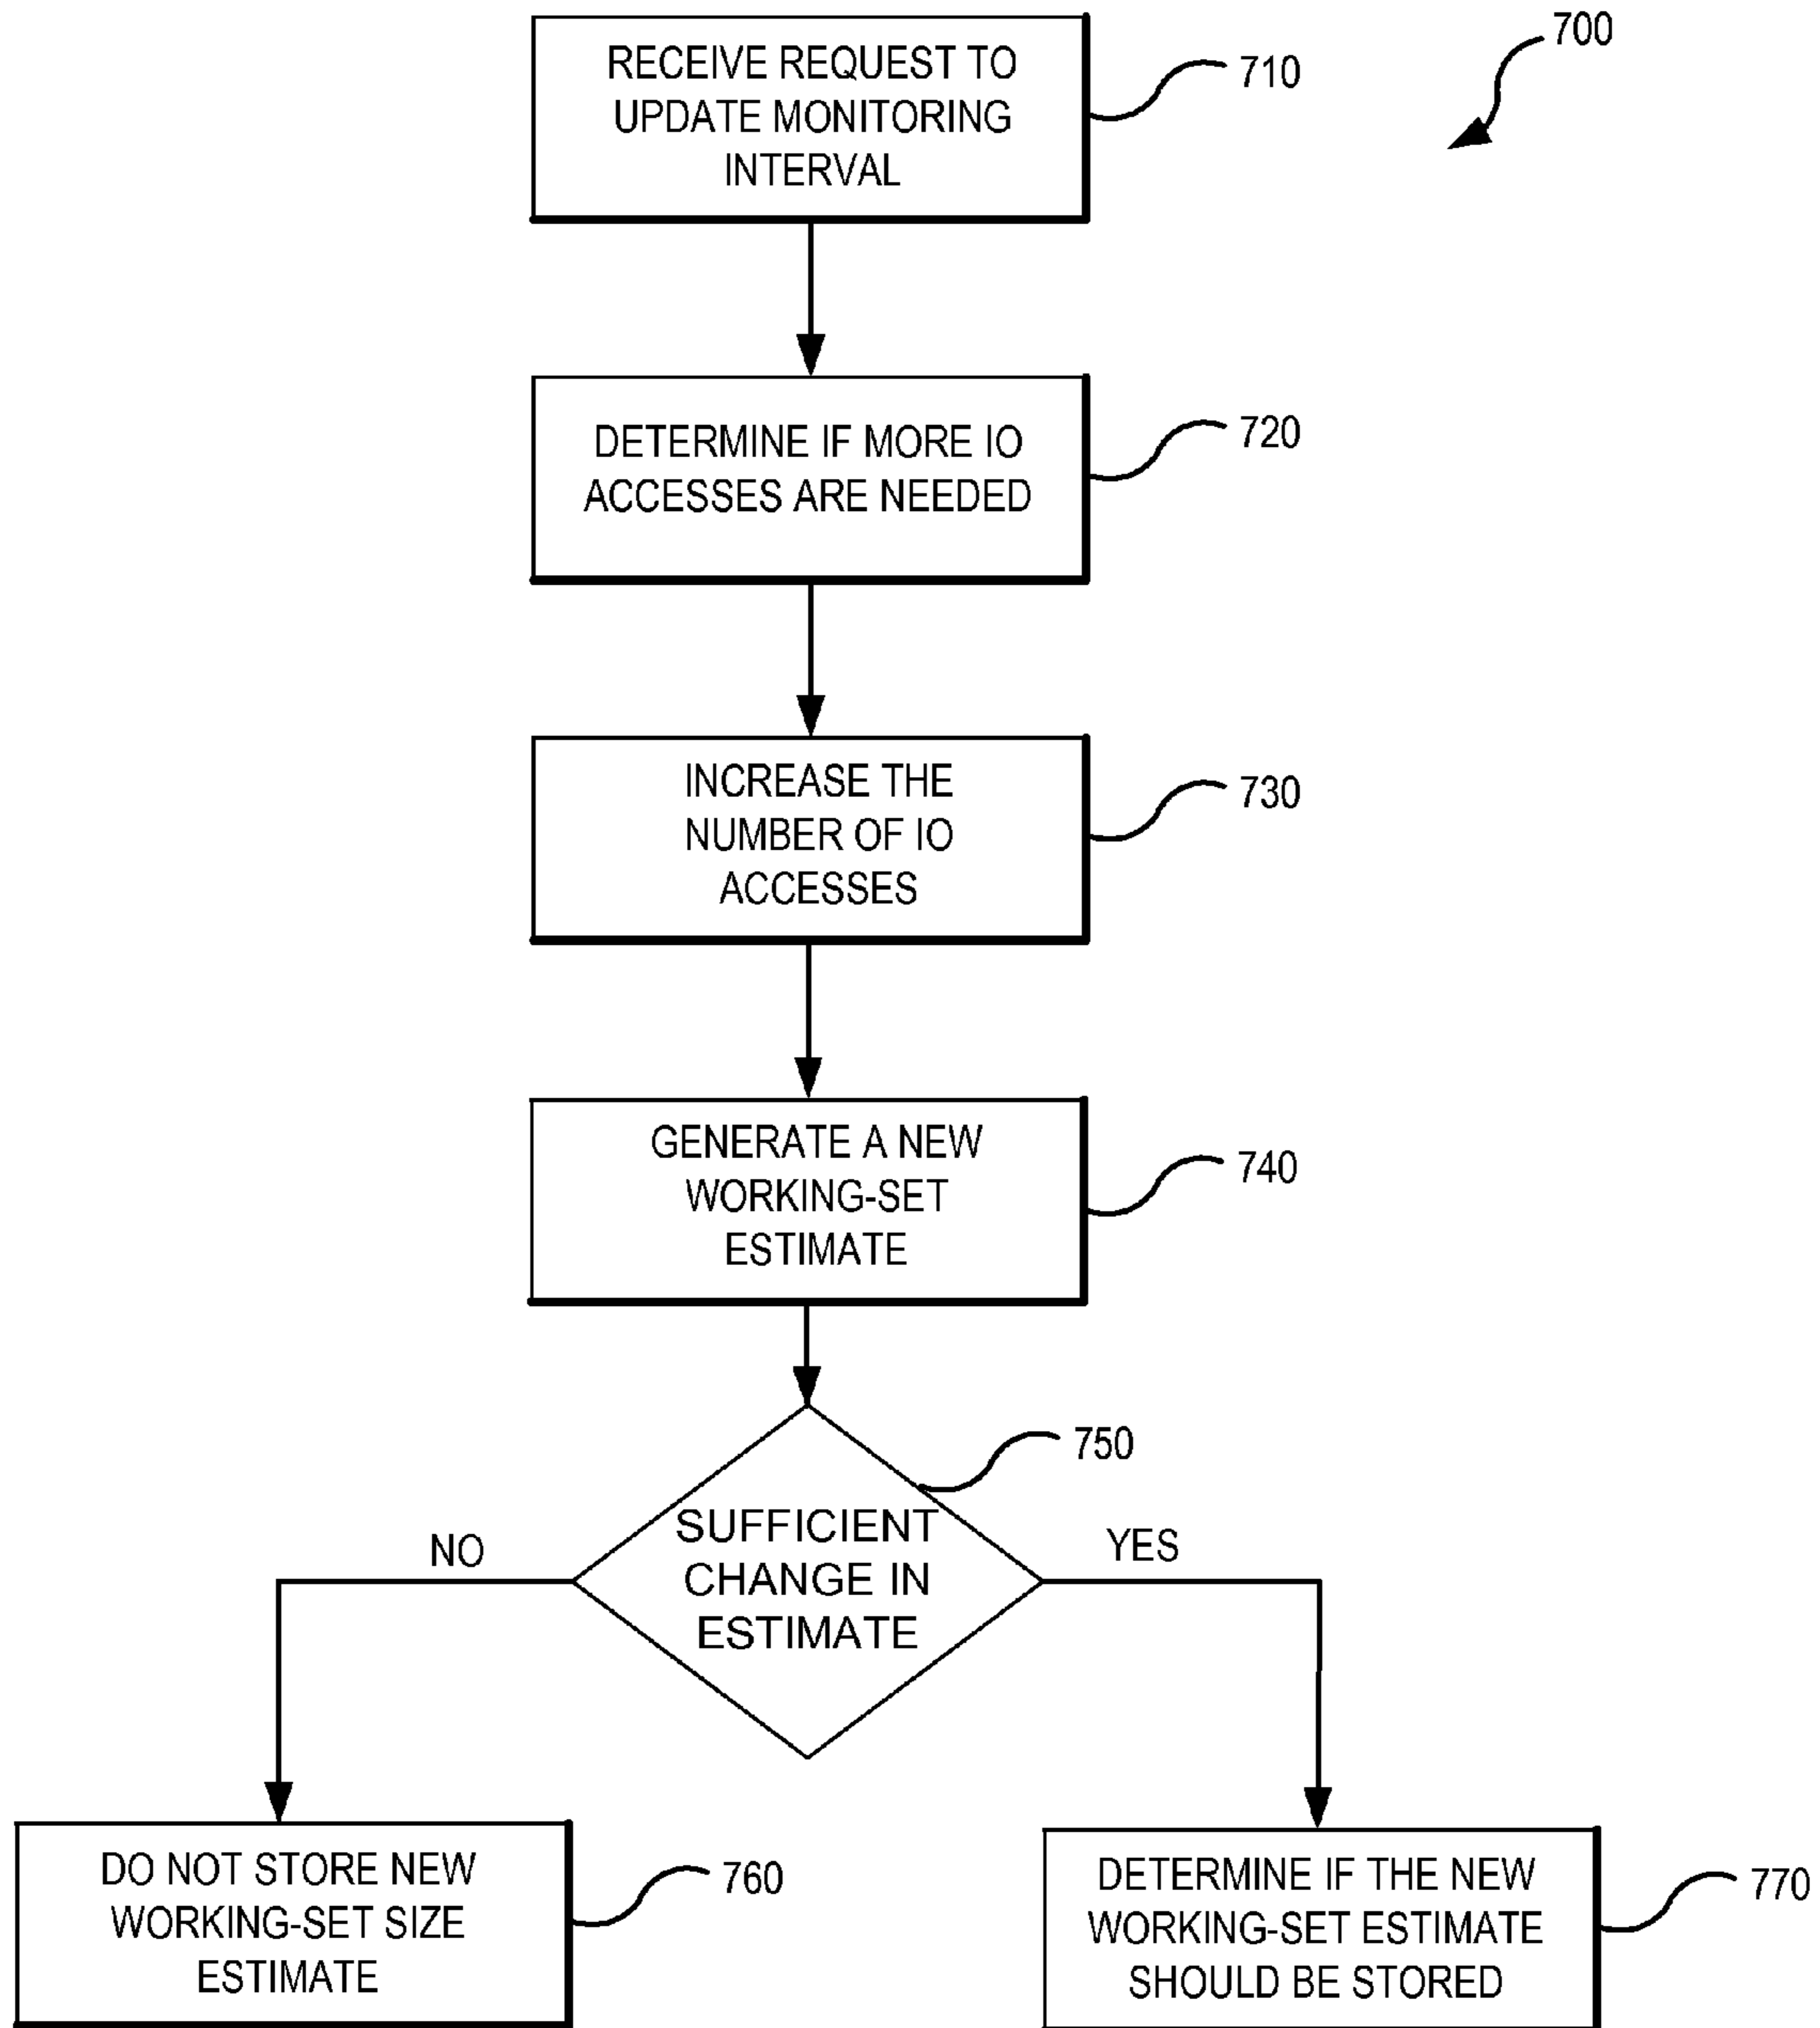 700
RECEIVE REQUEST TO
UPDATE MONITORING
INTERVAL
710
DETERMINE IF MORE IO
ACCESSES ARE NEEDED
720
INCREASE THE
NUMBER OF IO
ACCESSES
730
GENERATE A NEW
WORKING-SET
ESTIMATE
740
750
SUFFICIENT
CHANGE IN
ESTIMATE
NO
YES
DO NOT STORE NEW
WORKING-SET SIZE
ESTIMATE
760
DETERMINE IF THE NEW
WORKING-SET ESTIMATE
SHOULD BE STORED
770